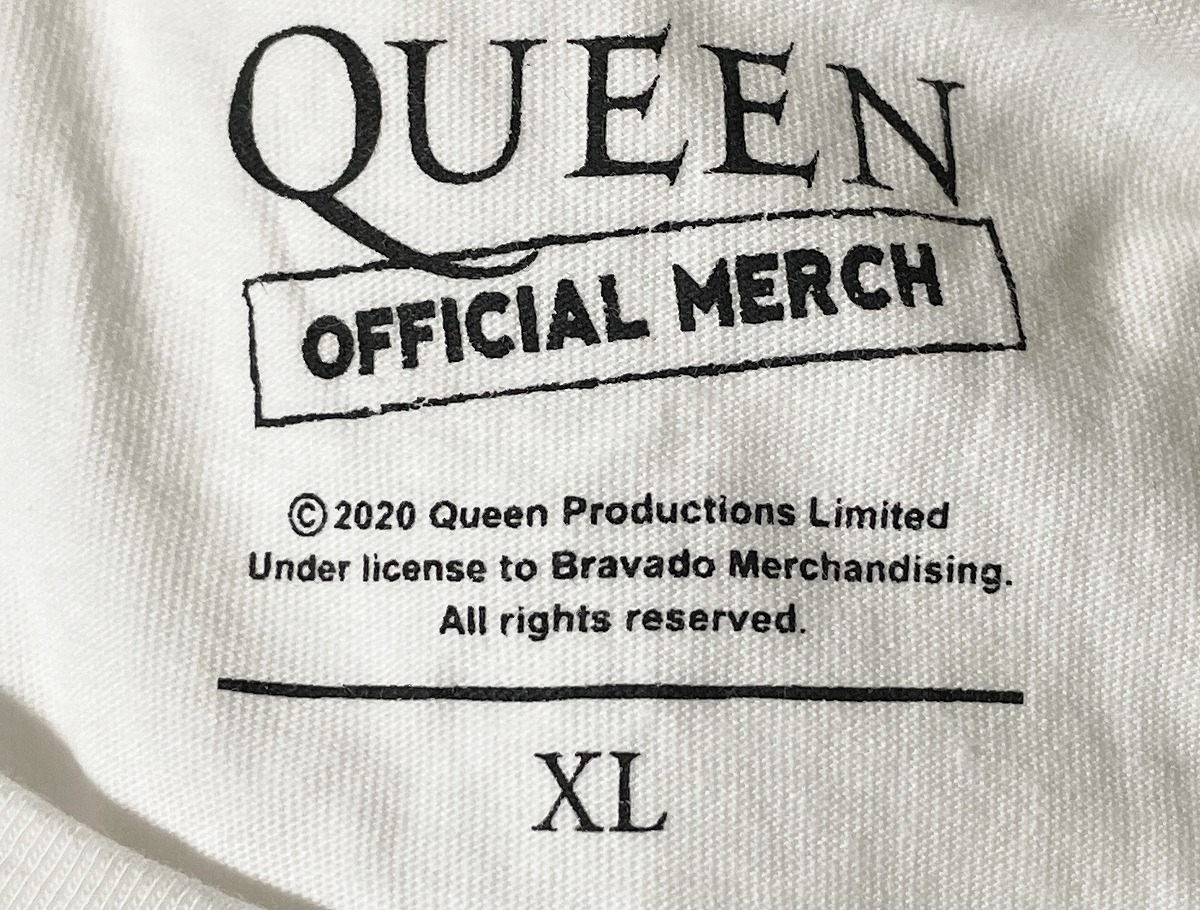 QUEEN
OFFICIAL MERCH
©2020 Queen Productions Limited
Under license to Bravado Merchandising.
All rights reserved.
XL